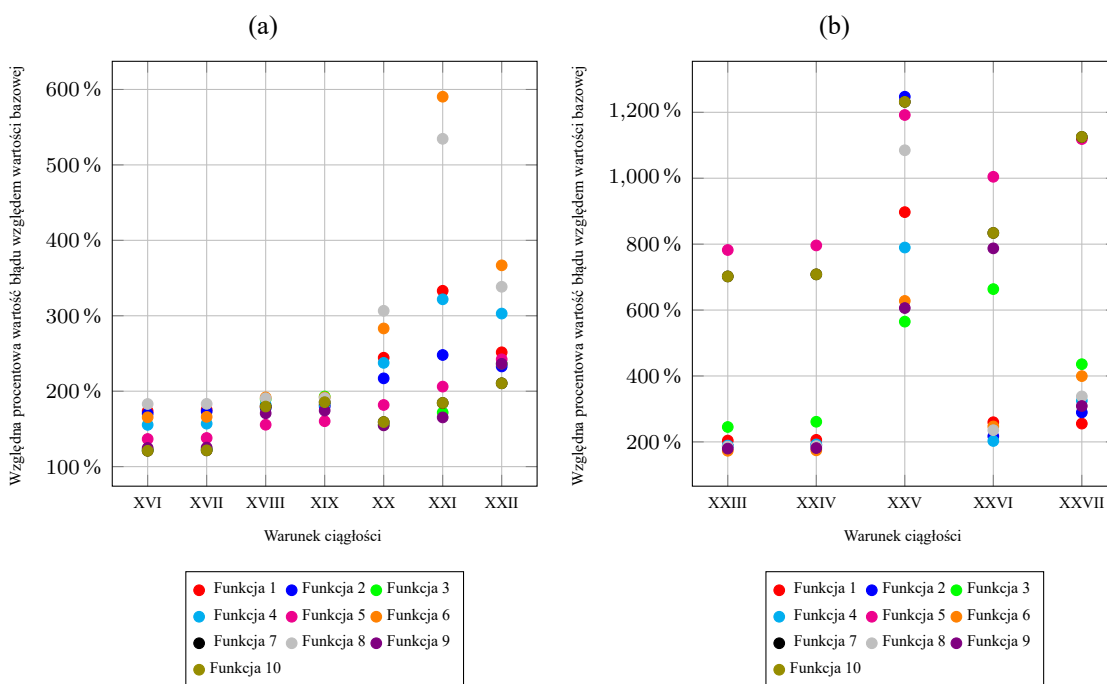 (a)
Względna procentowa wartość błądu względem wartości bazowej
600 %
500 %
400 %
300 %
200 %
100 %
XVI XVII XVIII XIX XX XXI XXII
Warunek ciągłości
Funkcja 1 Funkcja 2 Funkcja 3
Funkcja 4 Funkcja 5 Funkcja 6
Funkcja 7 Funkcja 8 Funkcja 9
Funkcja 10
(b)
Względna procentowa wartość błądu względem wartości bazowej
1,200 %
1,000 %
800 %
600 %
400 %
200 %
XXIII XXIV XXV XXVI XXVII
Warunek ciągłości
Funkcja 1 Funkcja 2 Funkcja 3
Funkcja 4 Funkcja 5 Funkcja 6
Funkcja 7 Funkcja 8 Funkcja 9
Funkcja 10